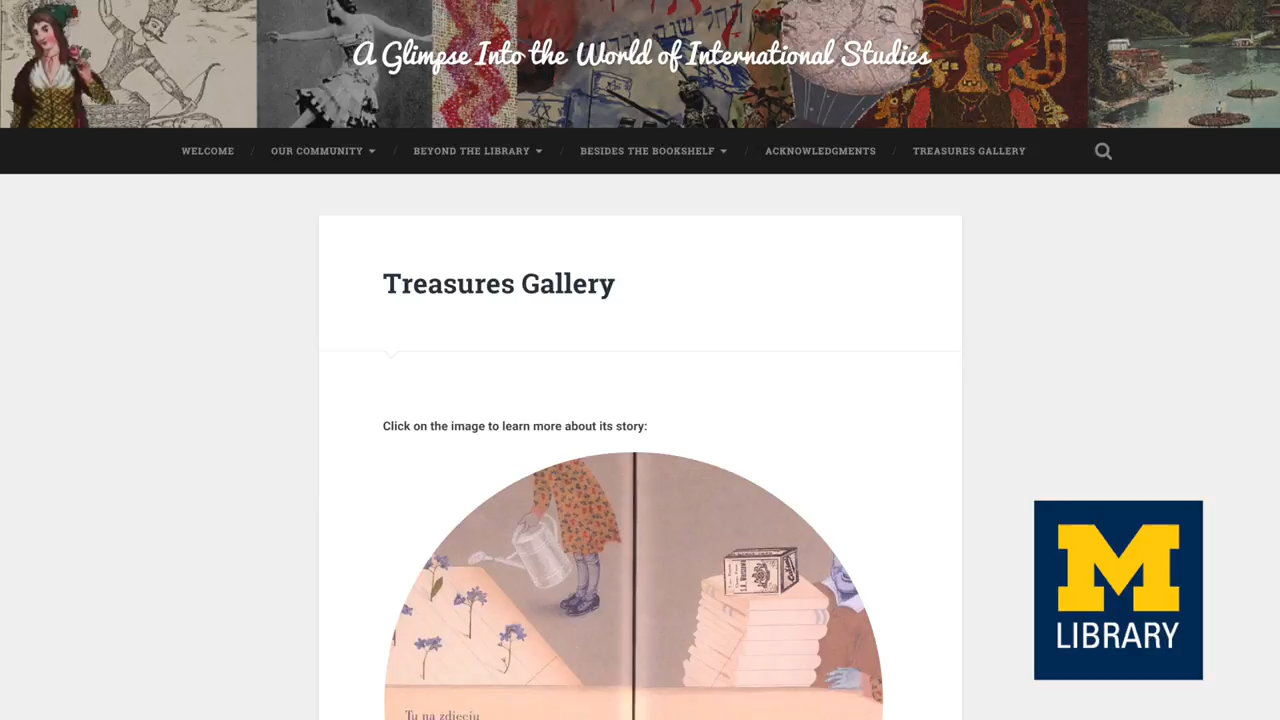 A Glimpse Into the World of International Studies
WELCOME / OUR COMMUNITY / BEYOND THE LIBRARY / BESIDES THE BOOKSHELF / ACKNOWLEDGMENTS / TREASURES GALLERY
Treasures Gallery
Click on the image to learn more about its story:
Tu na zdjęciu
M
LIBRARY